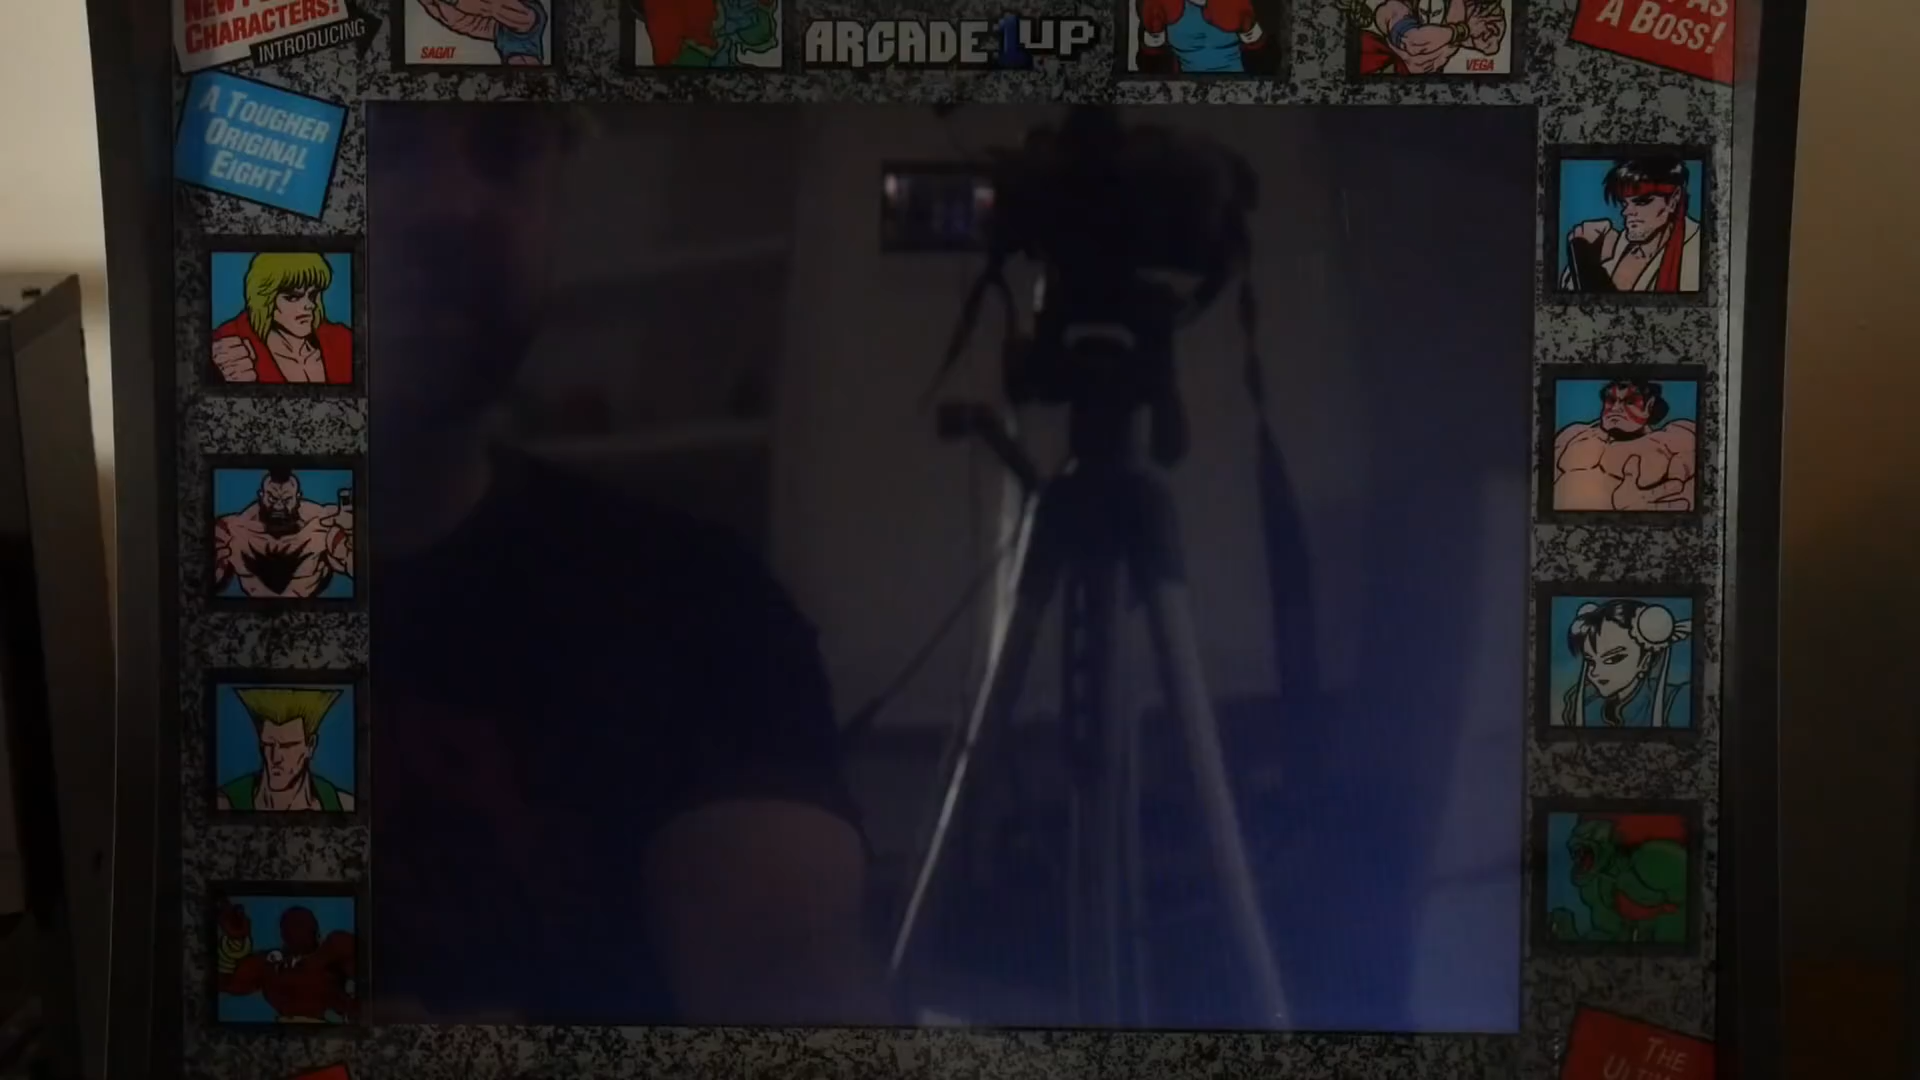 CHARACTERS!
INTRODUCING
SAGAT
ARCADE1UP
VEGA
A BOSS!
A TOUGHER
ORIGINAL
EIGHT!
THE